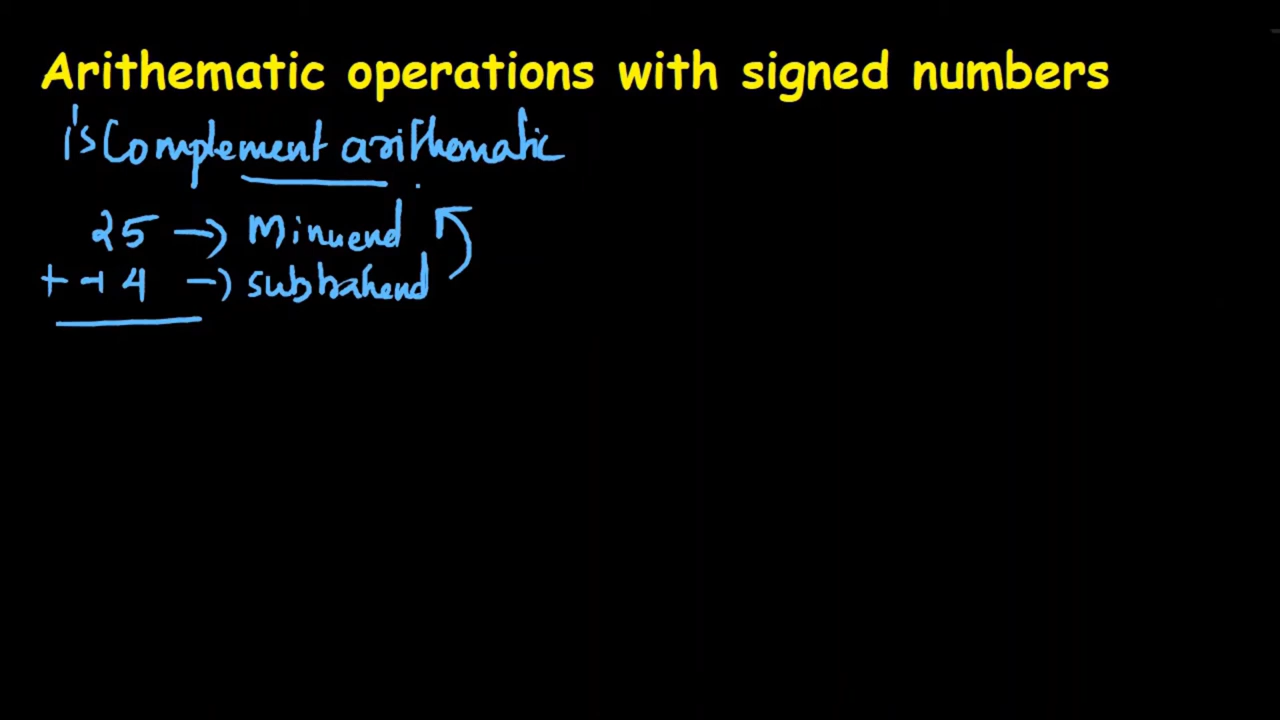 Arithematic operations with signed numbers
1's Complement arithematic
25 → Minuend
+ -14 → subtrahend